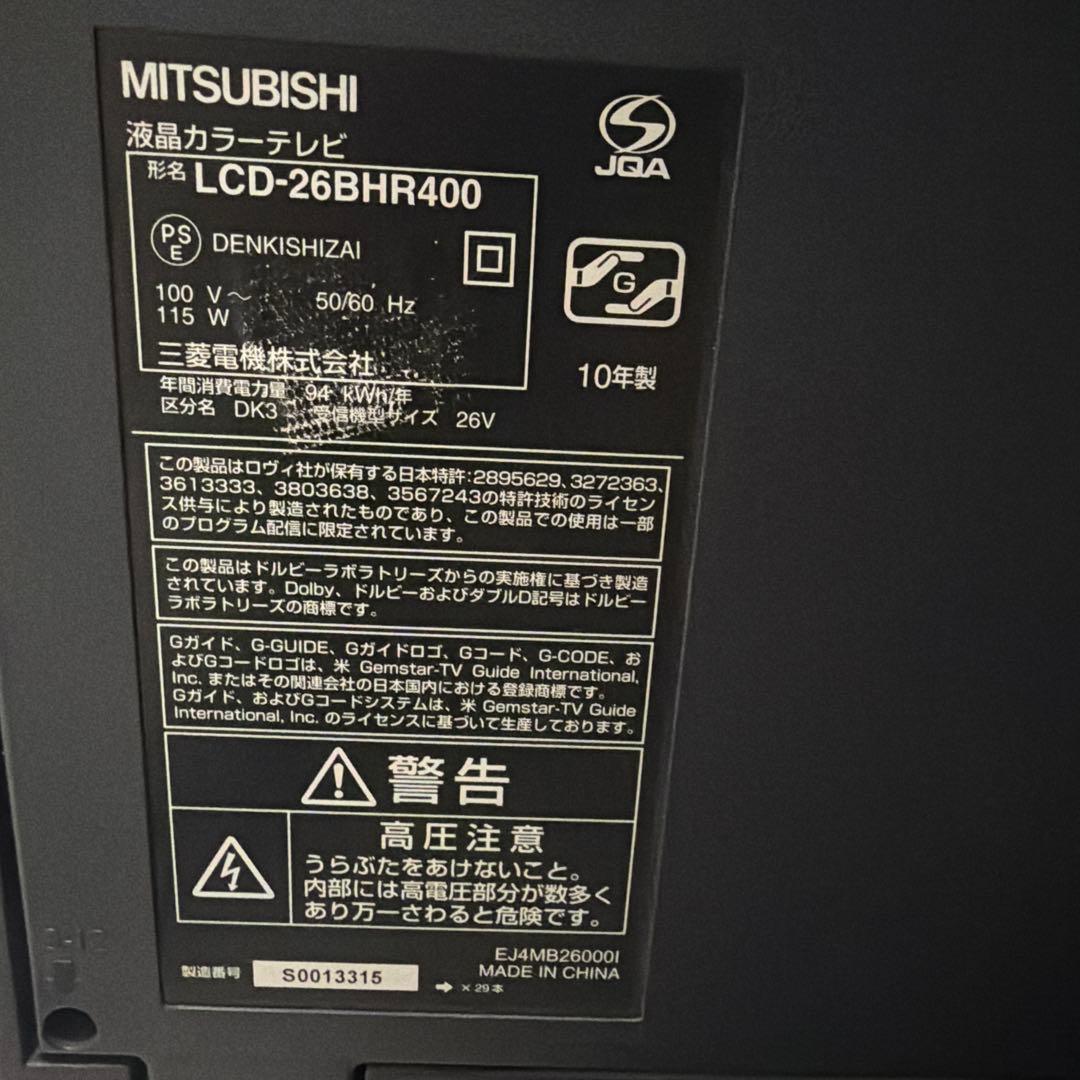 MITSUBISHI
液晶カラーテレビ
JQA
形名 LCD-26BHR400
PS
E
DENKISHIZAI
G
100 V～ 50/60 Hz
115 W
三菱電機株式会社
10年製
年間消費電力量 94 kWh/年
区分名 DK3 受信機型サイズ 26V
この製品はロヴィ社が保有する日本特許:2895629、3272363、
3613333、3803638、3567243の特許技術のライセン
ス供与により製造されたものであり、この製品での使用は一部
のプログラム配信に限定されています。
この製品はドルビーラボラトリーズからの実施権に基づき製造
されています。Dolby、ドルビーおよびダブルD記号はドルビー
ラボラトリーズの商標です。
Gガイド、G-GUIDE、Gガイドロゴ、Gコード、G-CODE、お
よびGコードロゴは、米 Gemstar-TV Guide International,
Inc. またはその関連会社の日本国内における登録商標です。
Gガイド、およびGコードシステムは、米 Gemstar-TV Guide
International, Inc. のライセンスに基づいて生産しております。
警告
高圧注意
うらぶたをあけないこと。
内部には高電圧部分が数多く
あり万一さわると危険です。
EJ4MB26000I
MADE IN CHINA
製造番号 S0013315
➡ × 29本